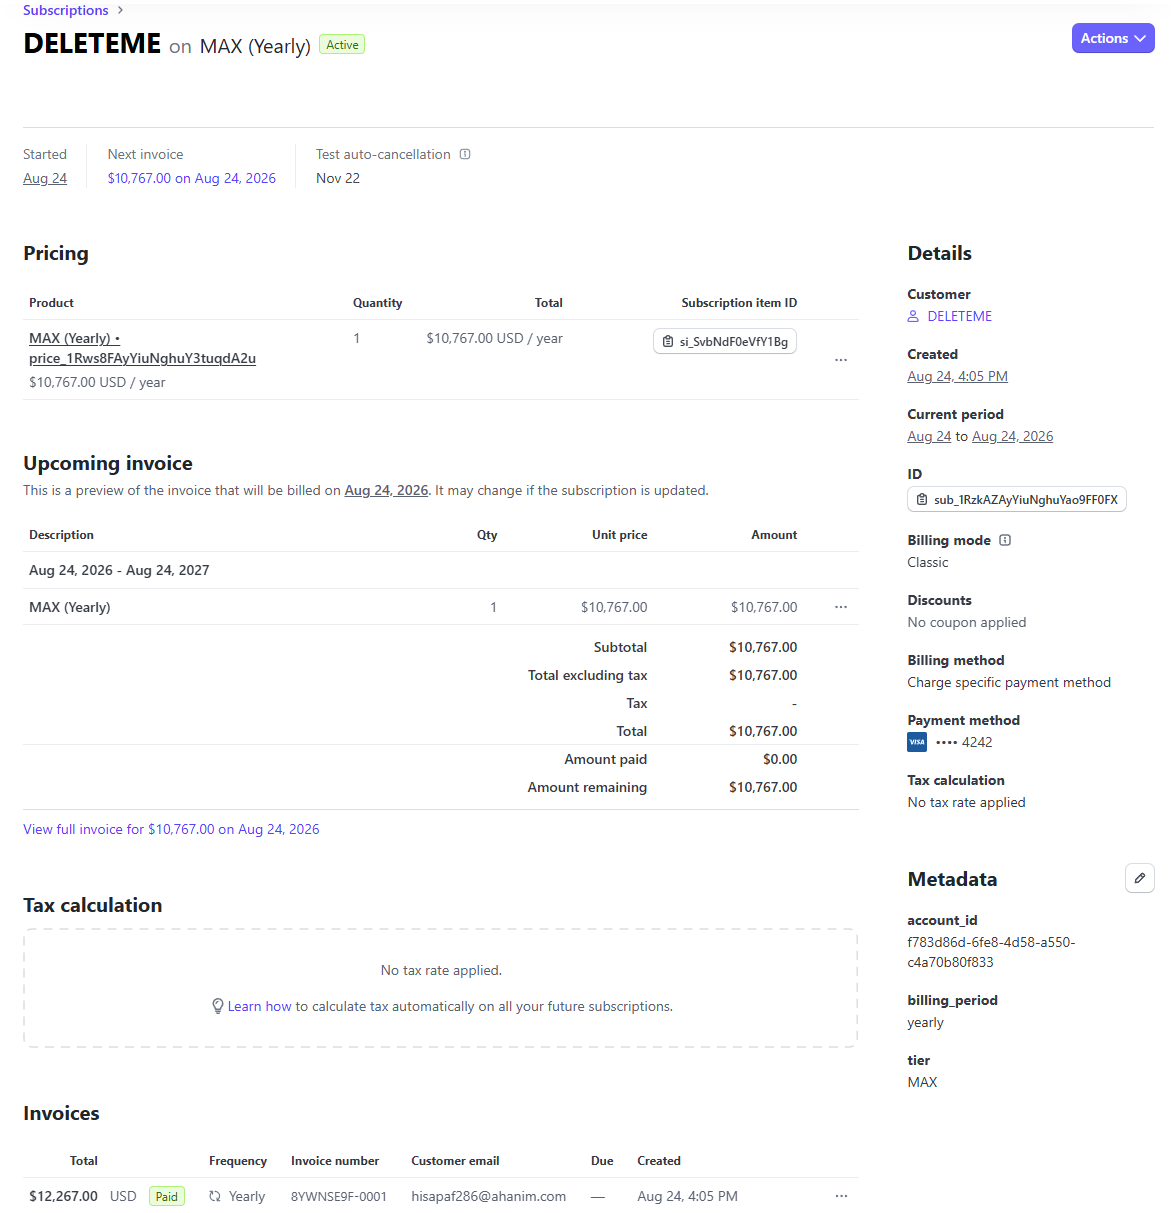 Subscriptions
DELETEME on MAX (Yearly) Active
Actions
Started
Aug 24
Next invoice
$10,767.00 on Aug 24, 2026
Test auto-cancellation
Nov 22
Pricing
Product Quantity Total Subscription item ID
MAX (Yearly) • 1 $10,767.00 USD / year si_SvbNdF0eVfY1Bg
price_1Rws8FAyYiuNghuY3tuqdA2u
$10,767.00 USD / year
Upcoming invoice
This is a preview of the invoice that will be billed on Aug 24, 2026. It may change if the subscription is updated.
Description Qty Unit price Amount
Aug 24, 2026 - Aug 24, 2027
MAX (Yearly) 1 $10,767.00 $10,767.00
Subtotal $10,767.00
Total excluding tax $10,767.00
Tax -
Total $10,767.00
Amount paid $0.00
Amount remaining $10,767.00
View full invoice for $10,767.00 on Aug 24, 2026
Tax calculation
No tax rate applied.
Learn how to calculate tax automatically on all your future subscriptions.
Invoices
Total Frequency Invoice number Customer email Due Created
$12,267.00 USD Paid Yearly 8YWNSE9F-0001 hisapaf286@ahanim.com — Aug 24, 4:05 PM
Details
Customer
DELETEME
Created
Aug 24, 4:05 PM
Current period
Aug 24 to Aug 24, 2026
ID
sub_1RzkAZAyYiuNghuYao9FF0FX
Billing mode
Classic
Discounts
No coupon applied
Billing method
Charge specific payment method
Payment method
VISA •••• 4242
Tax calculation
No tax rate applied
Metadata
account_id
f783d86d-6fe8-4d58-a550-
c4a70b80f833
billing_period
yearly
tier
MAX